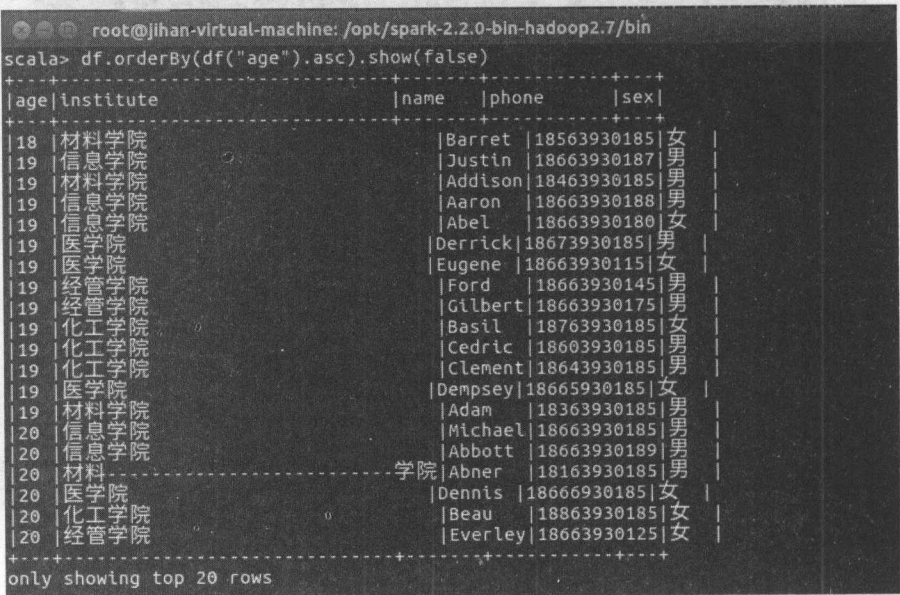 root@jihan-virtual-machine: /opt/spark-2.2.0-bin-hadoop2.7/bin
scala> df.orderBy(df("age").asc).show(false)
+---+--------------------------------+--------+-----------+---+
|age|institute                       |name    |phone      |sex|
+---+--------------------------------+--------+-----------+---+
|18 |材料学院                            |Barret  |18563930185|女  |
|19 |信息学院                            |Justin  |18663930187|男  |
|19 |材料学院                            |Addison|18463930185|男  |
|19 |信息学院                            |Aaron   |18663930188|男  |
|19 |信息学院                            |Abel    |18663930180|女  |
|19 |医学院                             |Derrick|18673930185|男  |
|19 |医学院                             |Eugene |18663930115|女  |
|19 |经管学院                            |Ford    |18663930145|男  |
|19 |经管学院                            |Gilbert|18663930175|男  |
|19 |化工学院                            |Basil   |18763930185|女  |
|19 |化工学院                            |Cedric  |18603930185|男  |
|19 |化工学院                            |Clement|18643930185|男  |
|19 |医学院                             |Dempsey|18665930185|女  |
|19 |材料学院                            |Adam    |18363930185|男  |
|20 |信息学院                            |Michael|18663930185|男  |
|20 |信息学院                            |Abbott  |18663930189|男  |
|20 |材料----------------------------学院|Abner   |18163930185|男  |
|20 |医学院                             |Dennis |18666930185|女  |
|20 |化工学院                            |Beau    |18863930185|女  |
|20 |经管学院                            |Everley|18663930125|女  |
+---+--------------------------------+--------+-----------+---+
only showing top 20 rows